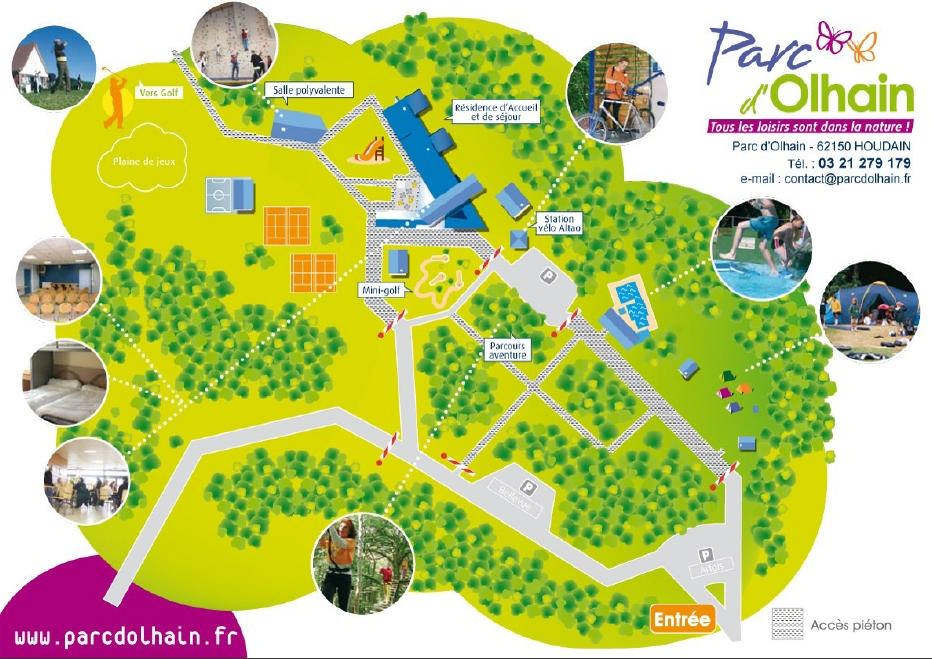 Parc
d'Olhain
Tous les loisirs sont dans la nature !
Parc d'Olhain - 62150 HOUDAIN
Tél. : 03 21 279 179
e-mail : contact@parcdolhain.fr
Vers Golf
Salle polyvalente
Résidence d'Accueil
et de séjour
Plaine de jeux
Station
vélo Altao
P
Mini-golf
Parcours
aventure
P
Bellevue
P
Artois
Entrée
Accès piéton
www.parcdolhain.fr